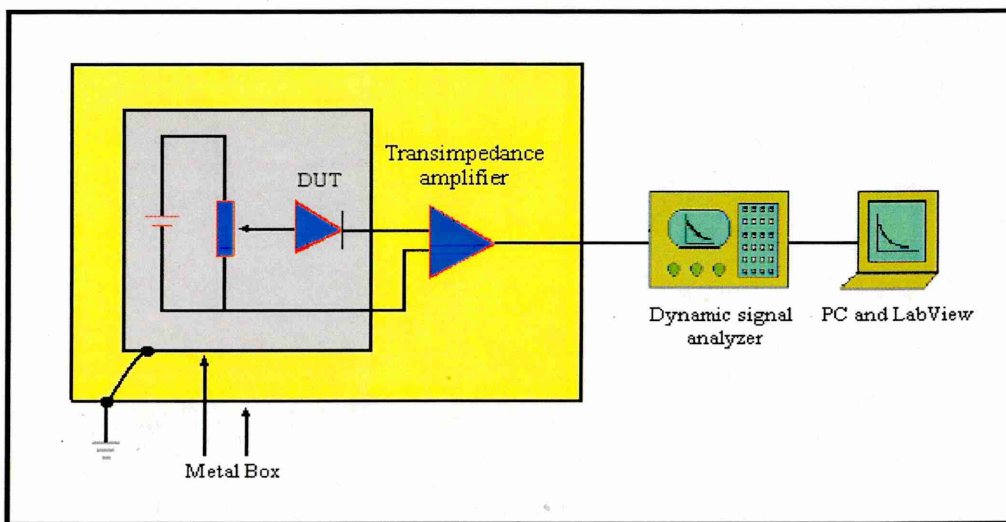 Transimpedance
amplifier
DUT
Dynamic signal
analyzer
PC and LabView
Metal Box